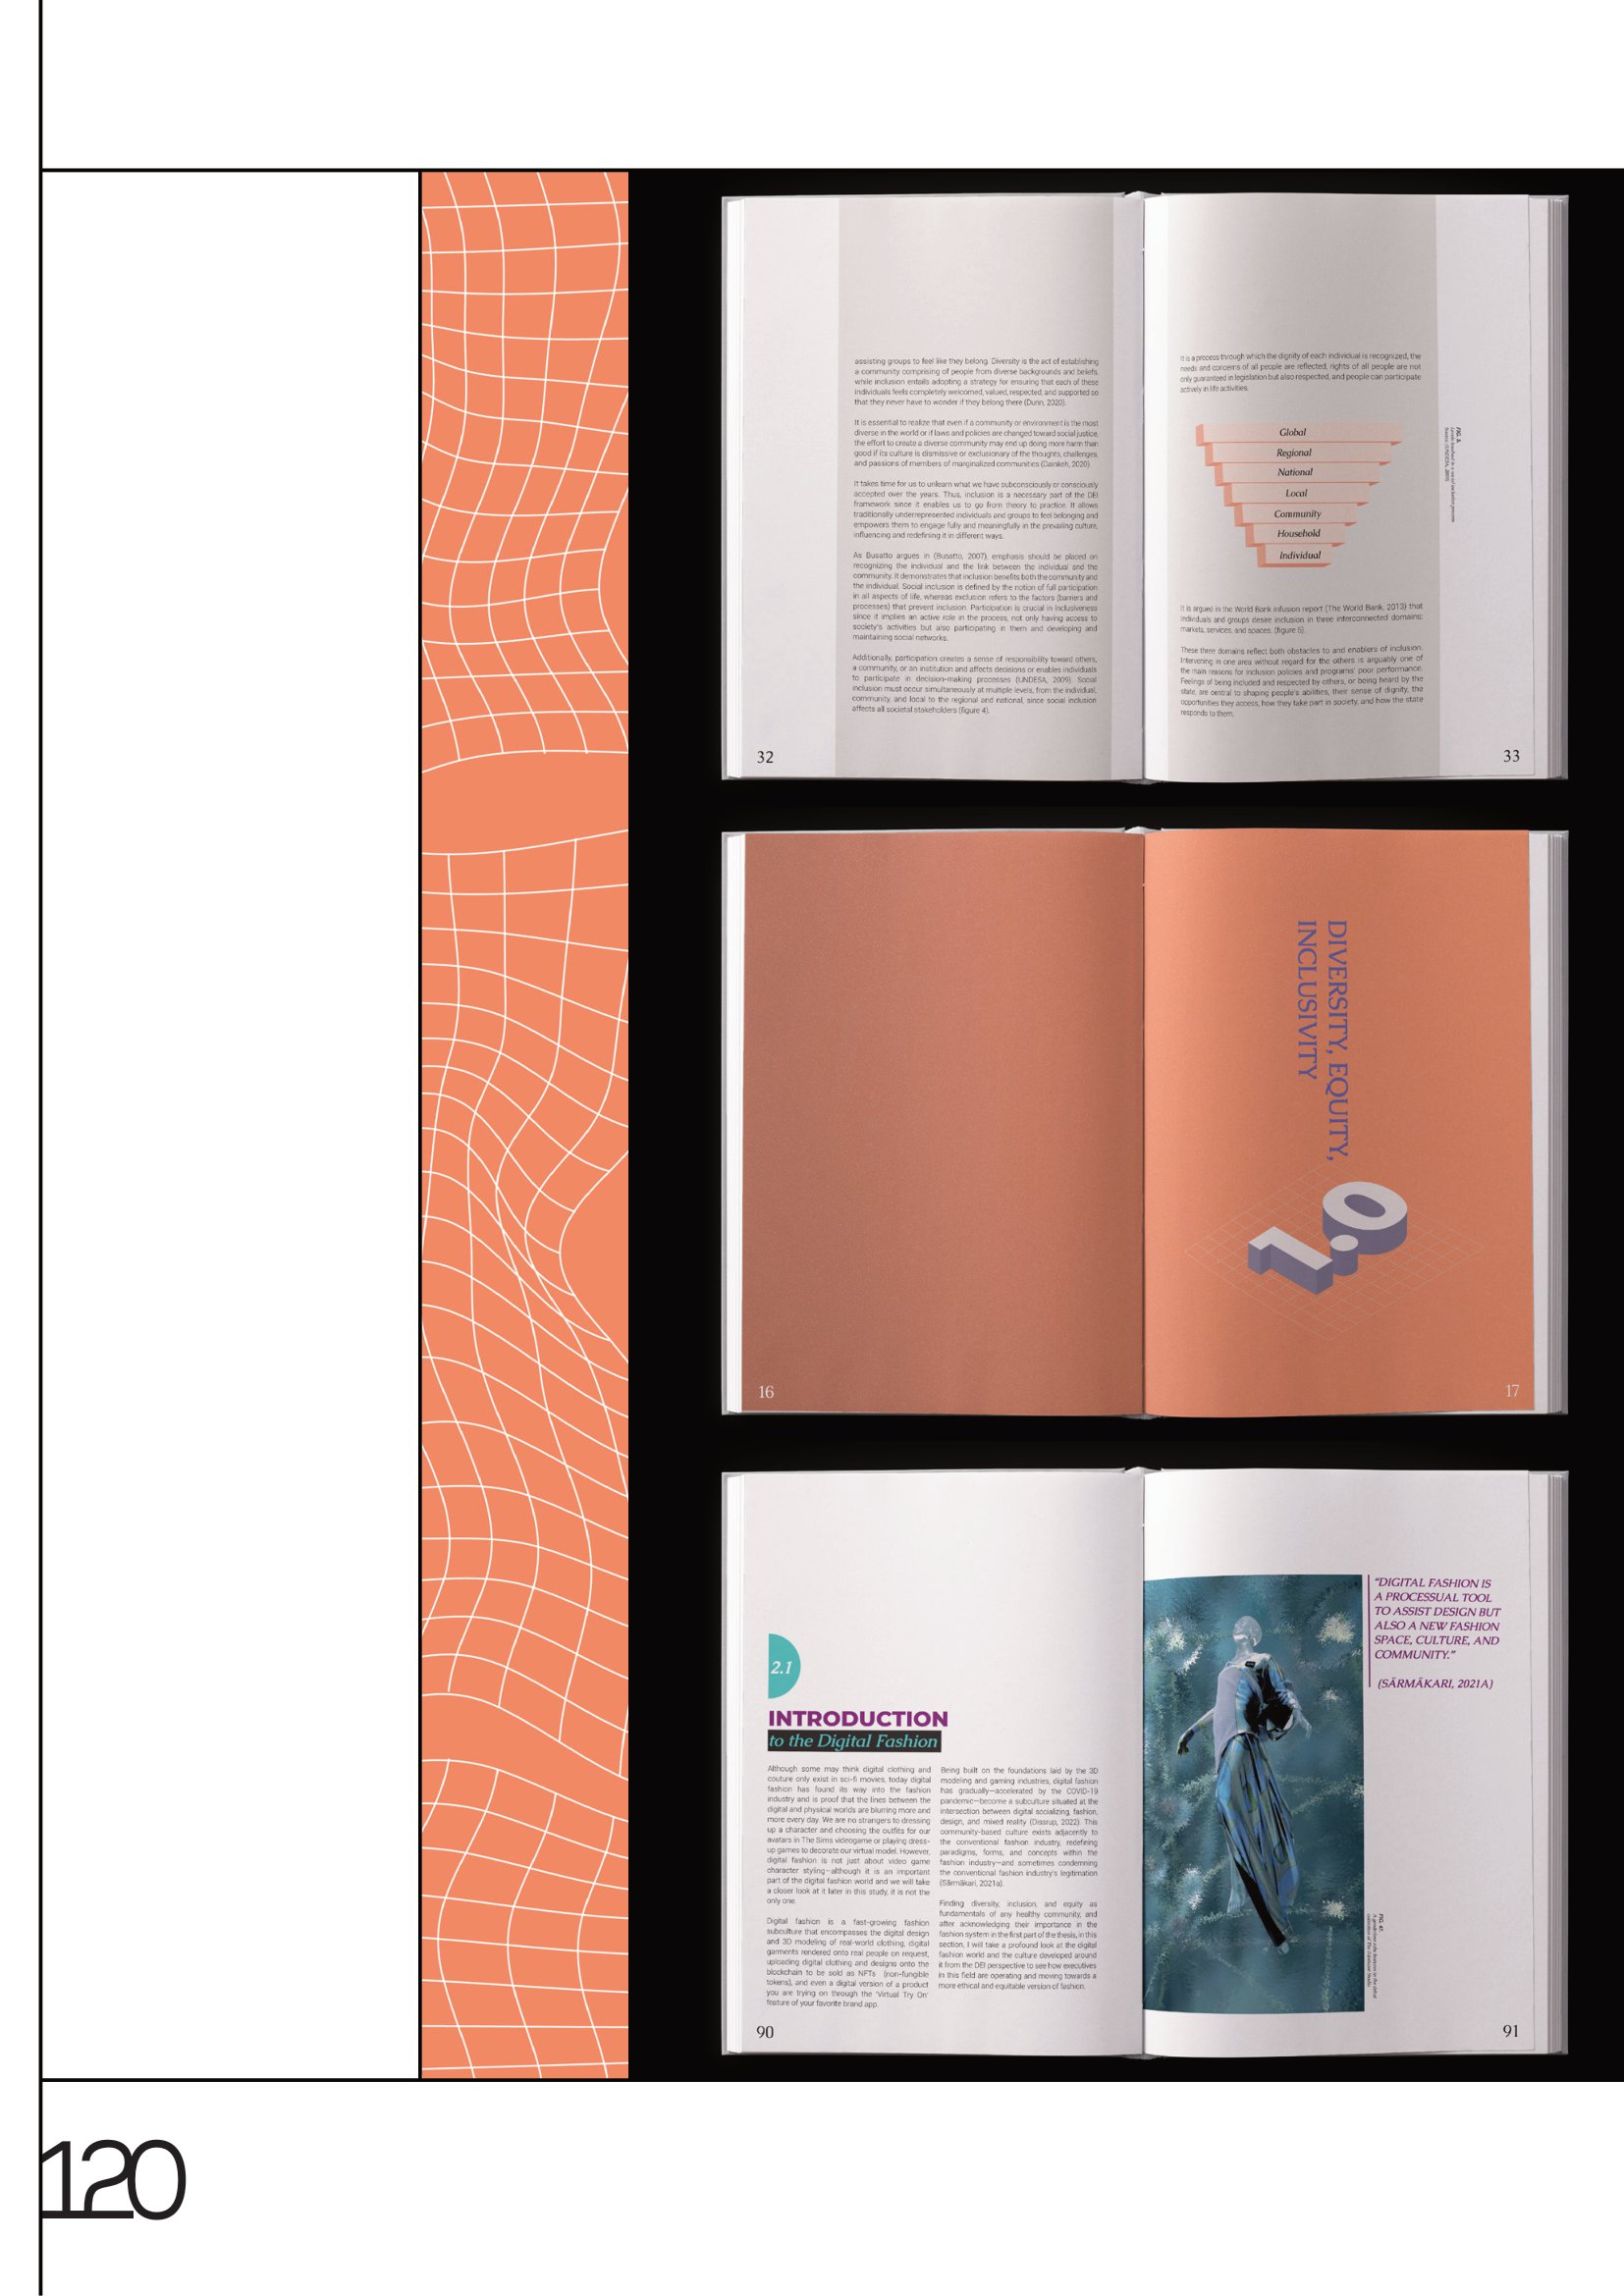 assisting groups to feel like they belong. Diversity is the act of establishing
a community comprising of people from diverse backgrounds and beliefs,
while inclusion entails adopting a strategy for ensuring that each of these
individuals feels completely welcomed, valued, respected, and supported so
that they never have to wonder if they belong there (Dunn, 2020).
It is essential to realize that even if a community or environment is the most
diverse in the world or if laws and policies are changed toward social justice,
the effort to create a diverse community may end up doing more harm than
good if its culture is dismissive or exclusionary of the thoughts, challenges,
and passions of members of marginalized communities (Dainkeh, 2020).
It takes time for us to unlearn what we have subconsciously or consciously
accepted over the years. Thus, inclusion is a necessary part of the DEI
framework since it enables us to go from theory to practice. It allows
traditionally underrepresented individuals and groups to feel belonging and
empowers them to engage fully and meaningfully in the prevailing culture,
influencing and redefining it in different ways.
As Busatto argues in (Busatto, 2007), emphasis should be placed on
recognizing the individual and the link between the individual and the
community. It demonstrates that inclusion benefits both the community and
the individual. Social inclusion is defined by the notion of full participation
in all aspects of life, whereas exclusion refers to the factors (barriers and
processes) that prevent inclusion. Participation is crucial in inclusiveness
since it implies an active role in the process, not only having access to
society's activities but also participating in them and developing and
maintaining social networks.
Additionally, participation creates a sense of responsibility toward others,
a community, or an institution and affects decisions or enables individuals
to participate in decision-making processes (UNDESA, 2009). Social
inclusion must occur simultaneously at multiple levels, from the individual,
community, and local to the regional and national, since social inclusion
affects all societal stakeholders (figure 4).
32
It is a process through which the dignity of each individual is recognized, the
needs and concerns of all people are reflected, rights of all people are not
only guaranteed in legislation but also respected, and people can participate
actively in life activities.
Global
Regional
National
Local
Community
Household
Individual
It is argued in the World Bank infusion report (The World Bank, 2013) that
individuals and groups desire inclusion in three interconnected domains:
markets, services, and spaces. (figure 5).
These there domains reflect both obstacles to and enablers of inclusion.
Intervening in one area without regard for the others is arguably one of
the main reasons for inclusion policies and programs' poor performance.
Feelings of being included and respected by others, or being heard by the
state, are central to shaping people's abilities, their sense of dignity, the
opportunities they access, how they take part in society, and how the state
responds to them.
33
DIVERSITY, EQUITY,
INCLUSIVITY
1.0
16
17
2.1
INTRODUCTION
to the Digital Fashion
Although some may think digital clothing and
couture only exist in sci-fi movies, today digital
fashion has found its way into the fashion
industry and is proof that the lines between the
digital and physical worlds are blurring more and
more every day. We are no strangers to dressing
up a character and choosing the outfits for our
avatars in The Sims videogame or playing dress-
up games to decorate our virtual model. However,
digital fashion is not just about video game
character styling—although it is an important
part of the digital fashion world and we will take
a closer look at it later in this study, it is not the
only one.
Digital fashion is a fast-growing fashion
subculture that encompasses the digital design
and 3D modeling of real-world clothing, digital
garments rendered onto real people on request,
uploading digital clothing and designs onto the
blockchain to be sold as NFTs (non-fungible
tokens), and even a digital version of a product
you are trying on through the 'Virtual Try On'
feature of your favorite brand app.
Being built on the foundations laid by the 3D
modeling and gaming industries, digital fashion
has gradually—accelerated by the COVID-19
pandemic—become a subculture situated at the
intersection between digital socializing, fashion,
design, and mixed reality (Dissrup, 2022). This
community-based culture exists adjacently to
the conventional fashion industry, redefining
paradigms, forms, and concepts within the
fashion industry—and sometimes condemning
the conventional fashion industry's legitimation
(Särmäkari, 2021a).
Finding diversity, inclusion, and equity as
fundamentals of any healthy community, and
after acknowledging their importance in the
fashion system in the first part of the thesis, in this
section, I will take a profound look at the digital
fashion world and the culture developed around
it from the DEI perspective to see how executives
in this field are operating and moving towards a
more ethical and equitable version of fashion.
90
"DIGITAL FASHION IS
A PROCESSUAL TOOL
TO ASSIST DESIGN BUT
ALSO A NEW FASHION
SPACE, CULTURE, AND
COMMUNITY."
(SÄRMÄKARI, 2021A)
91
120